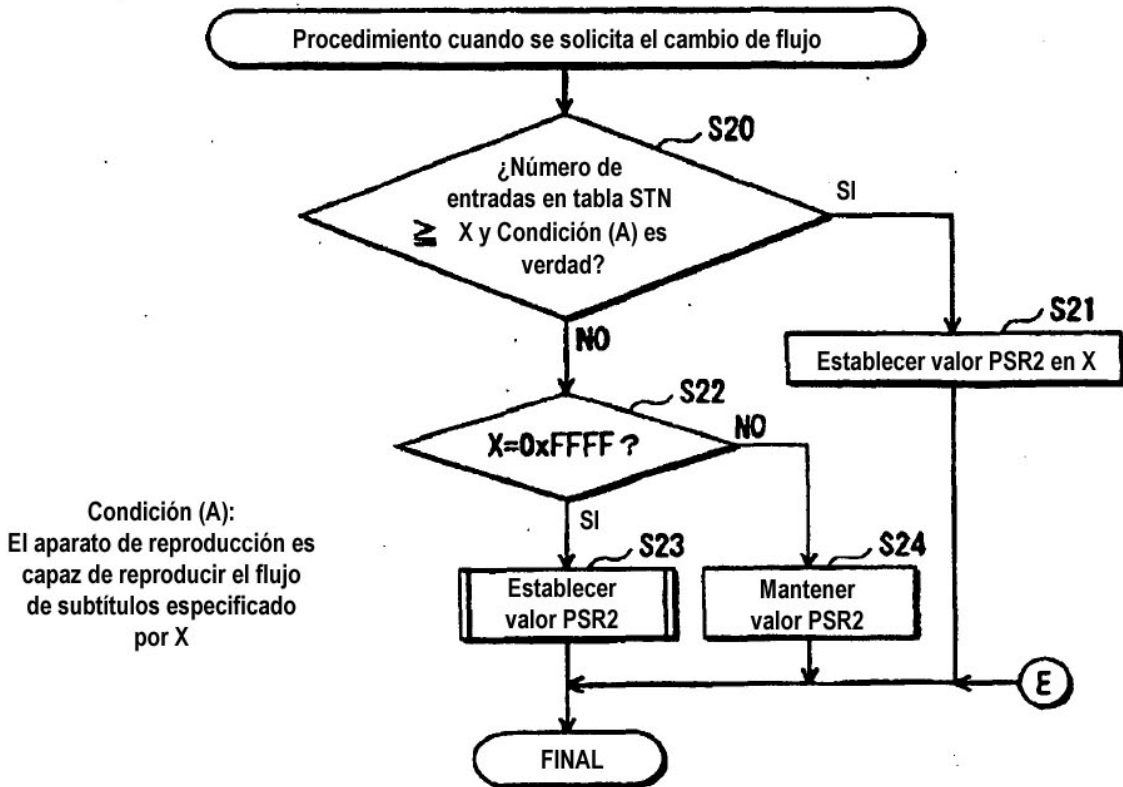 Procedimiento cuando se solicita el cambio de flujo
S20
¿Número de
entradas en tabla STN
≧ X y Condición (A) es
verdad?
SI
S21
Establecer valor PSR2 en X
NO
S22
X=0xFFFF?
NO
SI
Condición (A):
El aparato de reproducción es
capaz de reproducir el flujo
de subtítulos especificado
por X
S23
Establecer
valor PSR2
S24
Mantener
valor PSR2
E
FINAL